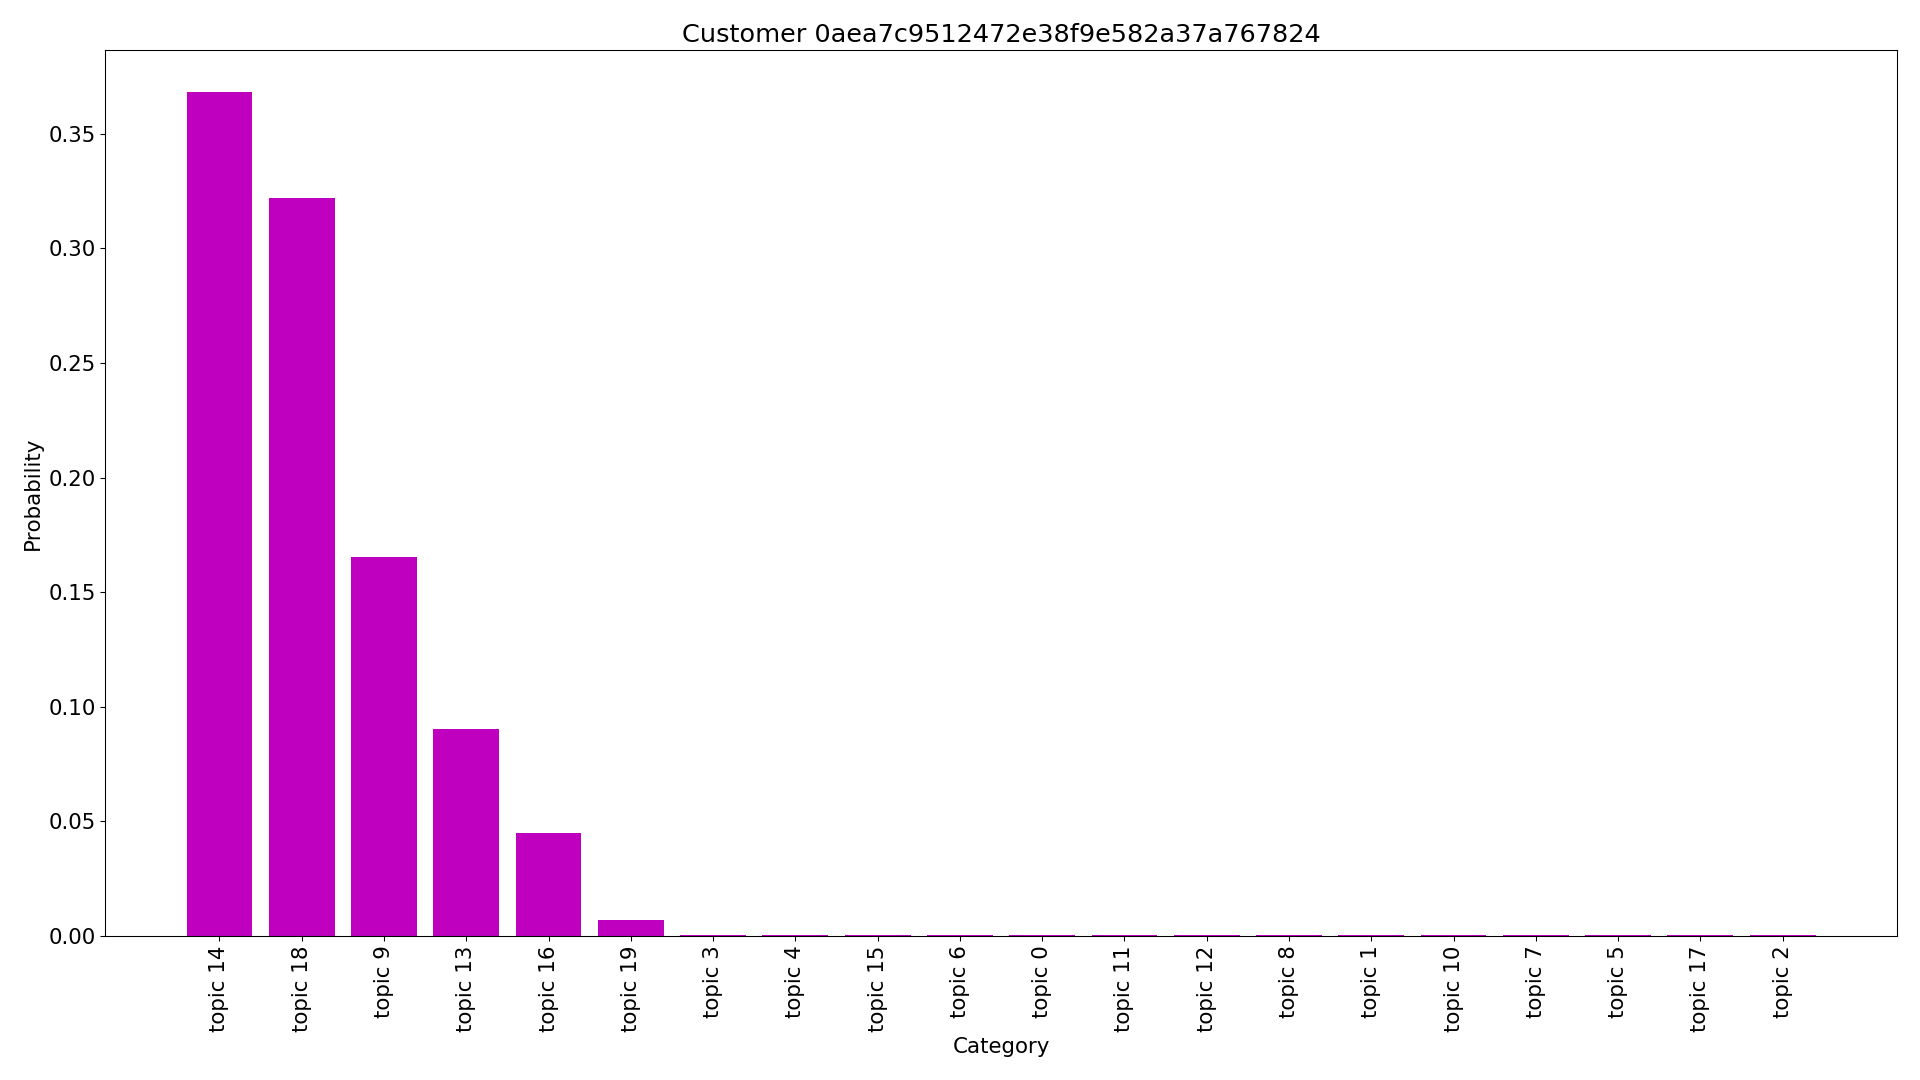 Customer 0aea7c9512472e38f9e582a37a767824
Probability
0.35
0.30
0.25
0.20
0.15
0.10
0.05
0.00
topic 14
topic 18
topic 9
topic 13
topic 16
topic 19
topic 3
topic 4
topic 15
topic 6
topic 0
topic 11
topic 12
topic 8
topic 1
topic 10
topic 7
topic 5
topic 17
topic 2
Category